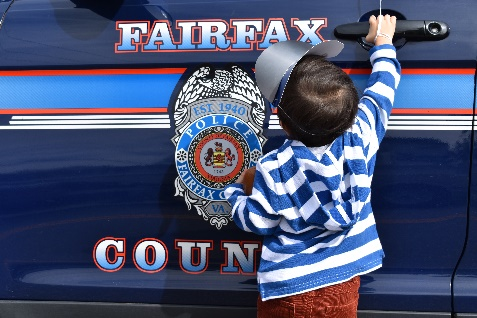 FAIRFAX
EST. 1940
POLICE
FAIRFAX C
VA
COUN